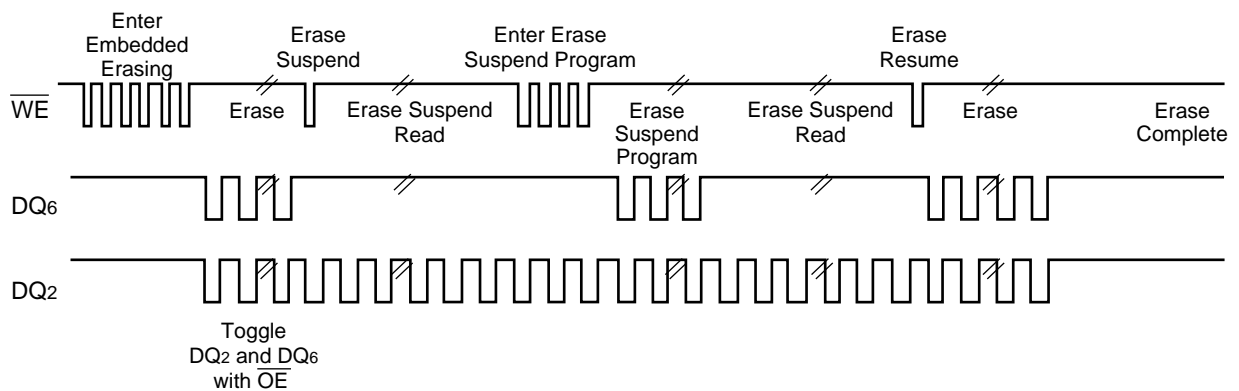 Enter
Embedded
Erasing
Erase
Suspend
Enter Erase
Suspend Program
Erase
Resume
WE
Erase
Erase Suspend
Read
Erase
Suspend
Program
Erase Suspend
Read
Erase
Erase
Complete
DQ6
DQ2
Toggle
DQ2 and DQ6
with OE